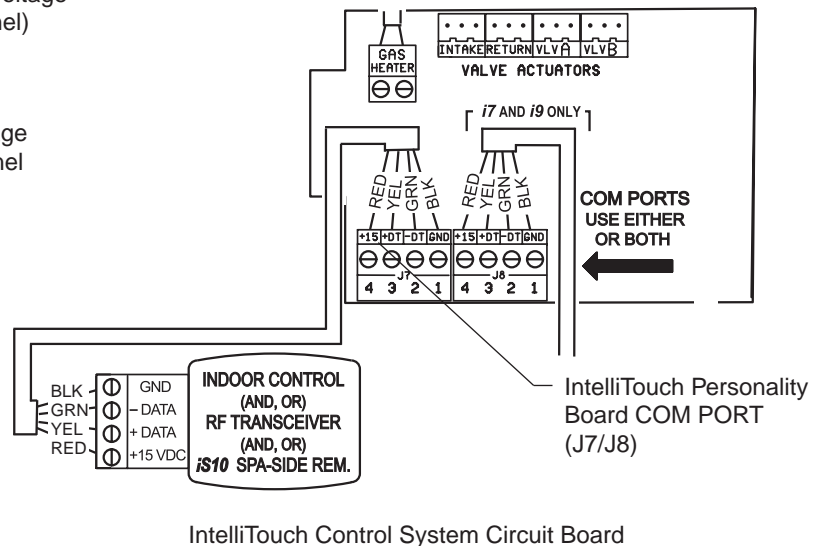 oltage
nel)
ge
nel
GAS
HEATER
INTAKE RETURN VLVA VLVB
VALVE ACTUATORS
i7 AND i9 ONLY
RED YEL GRN BLK
RED YEL GRN BLK
COM PORTS
USE EITHER
OR BOTH
+15 +DT -DT GND
+15 +DT -DT GND
J7
J8
4 3 2 1
4 3 2 1
BLK GND
GRN – DATA
YEL + DATA
RED +15 VDC
INDOOR CONTROL
(AND, OR)
RF TRANSCEIVER
(AND, OR)
iS10 SPA-SIDE REM.
IntelliTouch Personality
Board COM PORT
(J7/J8)
IntelliTouch Control System Circuit Board